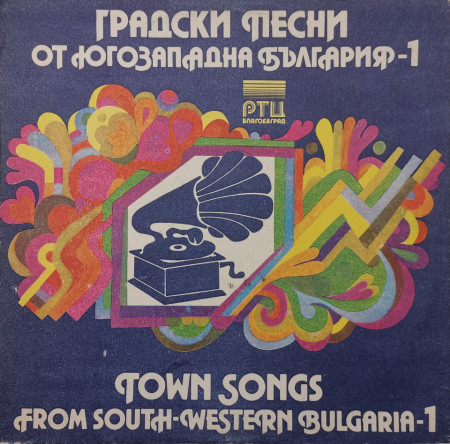 ГРАДСКИ ПЕСНИ
ОТ ЮГОЗАПАДНА БЪЛГАРИЯ-1
РТЦ
БЛАГОЕВГРАД
TOWN SONGS
FROM SOUTH-WESTERN BULGARIA-1